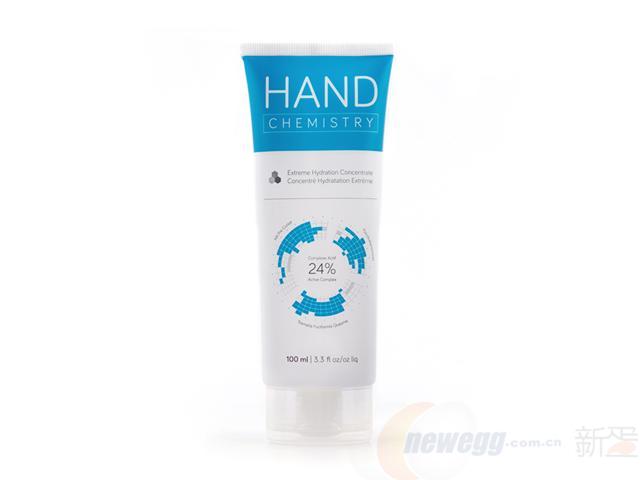 HAND
CHEMISTRY
Extreme Hydration Concentrate
Concentré Hydratation Extrême
Complexe Actif
24%
Active Complex
100 ml | 3.3 fl oz/oz liq
newegg.com.cn 新蛋